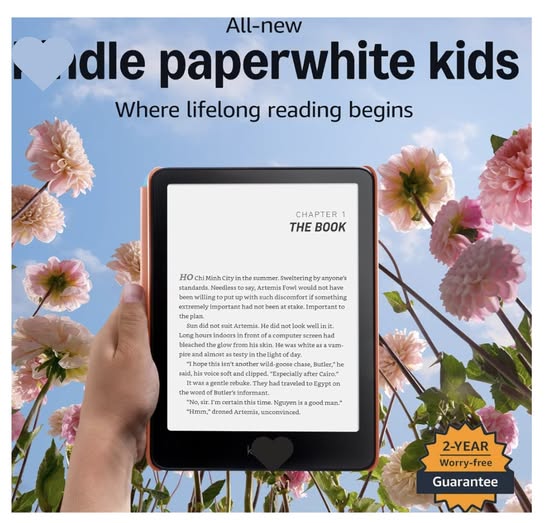 All-new
paperwhite kids
Where lifelong reading begins
CHAPTER 1
THE BOOK
HO Chi Minh City in the summer. Sweltering by anyone's
standards. Needless to say, Artemis Fowl would not have
been willing to put up with such discomfort if something
extremely important had not been at stake. Important to
the plan.
Sun did not suit Artemis. He did not look well in it.
Long hours indoors in front of a computer screen had
bleached the glow from his skin. He was white as a vam-
pire and almost as testy in the light of day.
"I hope this isn't another wild-goose chase, Butler," he
said, his voice soft and clipped. "Especially after Cairo."
It was a gentle rebuke. They had traveled to Egypt on
the word of Butler's informant.
"No, sir. I'm certain this time. Nguyen is a good man."
"Hmm," droned Artemis, unconvinced.
2-YEAR
Worry-free
Guarantee